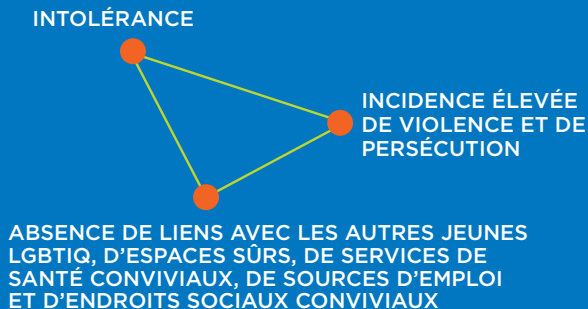 INTOLÉRANCE
INCIDENCE ÉLEVÉE
DE VIOLENCE ET DE
PERSÉCUTION
ABSENCE DE LIENS AVEC LES AUTRES JEUNES
LGBTIQ, D'ESPACES SÛRS, DE SERVICES DE
SANTÉ CONVIVIAUX, DE SOURCES D'EMPLOI
ET D'ENDROITS SOCIAUX CONVIVIAUX